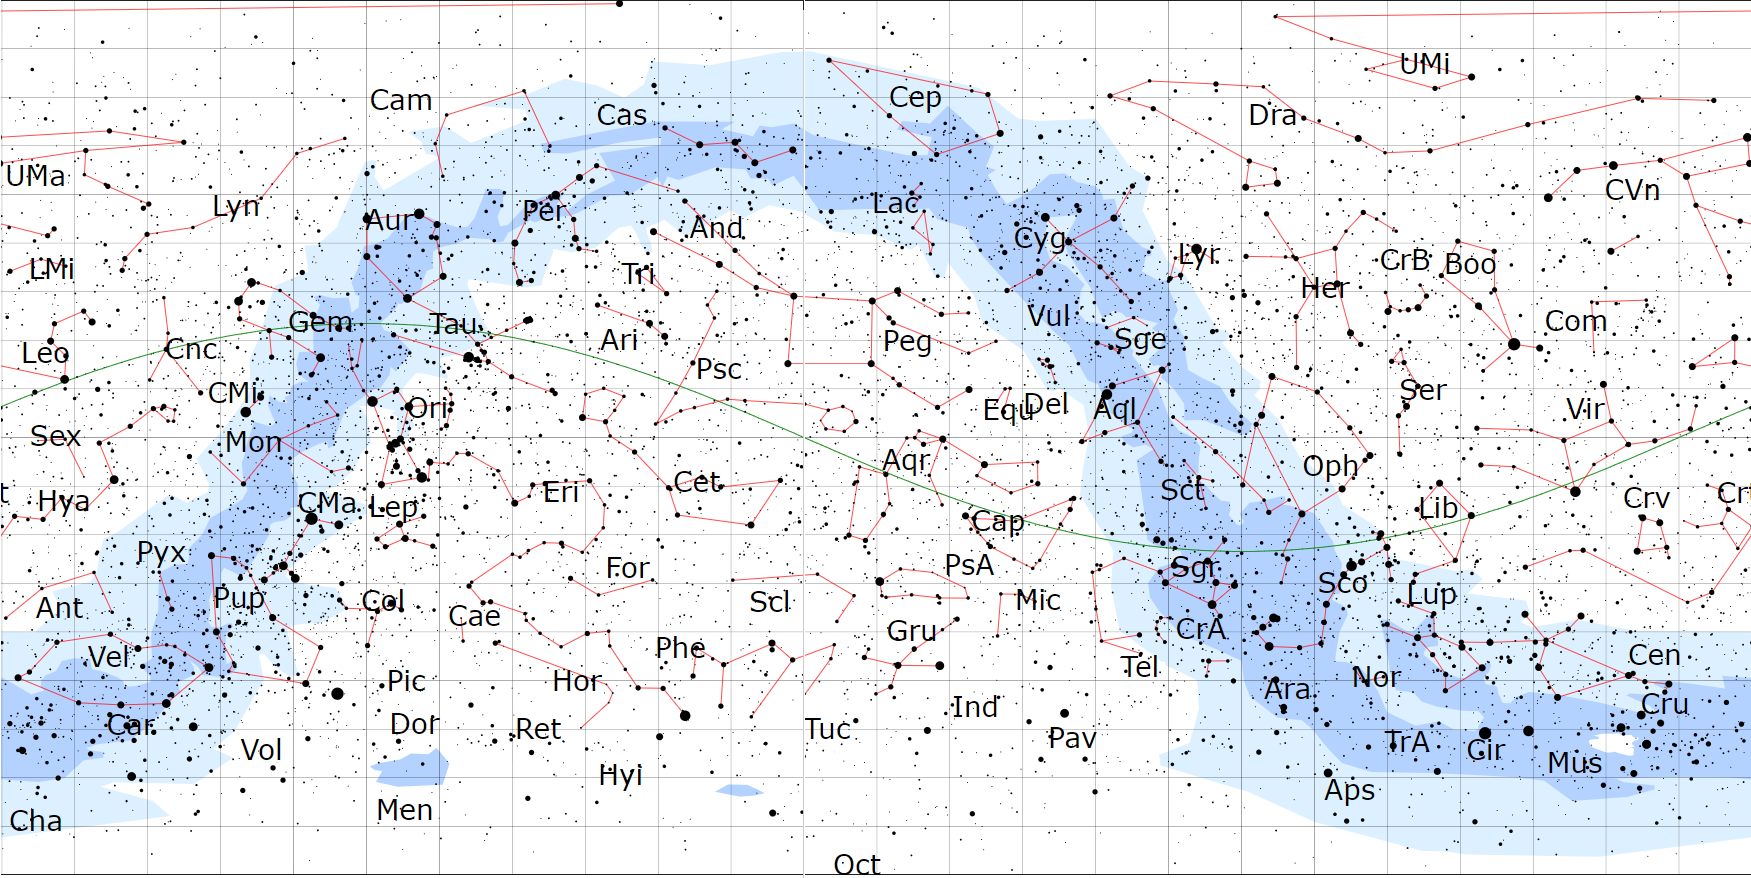 UMi
Cam
Cas
Cep
Dra
UMa
Lyn
Aur
Per
And
Lac
Cyg
Lyr
CVn
LMi
Tri
Her
CrB
Boo
Gem
Tau
Vul
Com
Leo
Cnc
Ari
Peg
Sge
Psc
CMi
Ori
Equ
Del
Aql
Ser
Vir
Sex
Mon
Aqr
Oph
t
Hya
CMa
Lep
Eri
Cet
Sct
Cap
Lib
Crv
Crt
Pyx
For
PsA
Sgr
Sco
Ant
Pup
Col
Cae
Scl
Mic
Lup
Vel
Phe
Gru
CrA
Cen
Pic
Hor
Tel
Ara
Nor
Car
Dor
Ret
Tuc
Ind
Pav
Cru
Vol
TrA
Cir
Mus
Hyi
Aps
Men
Cha
Oct